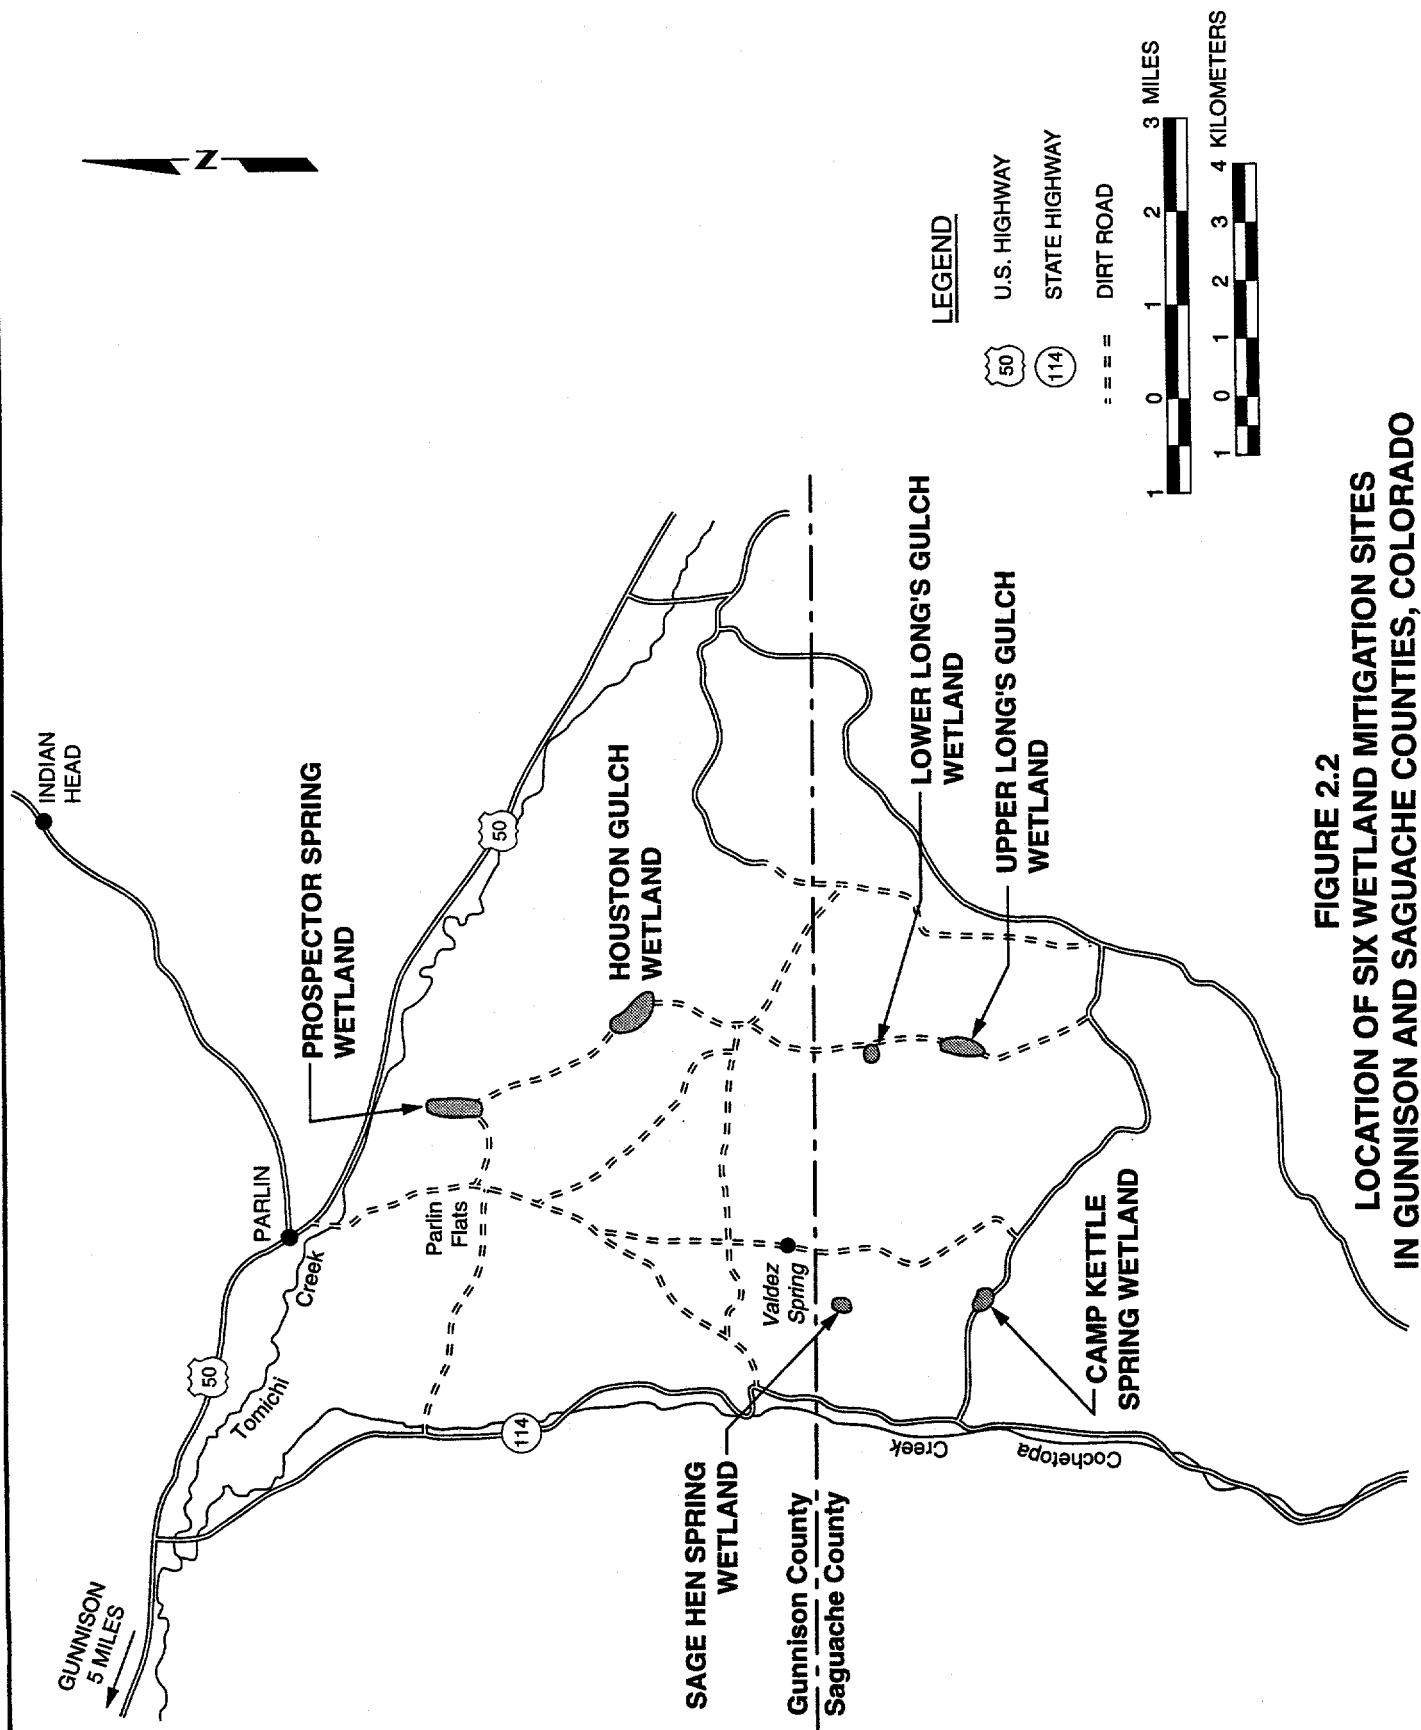 GUNNISON
5 MILES
INDIAN
HEAD
PARLIN
50
Tomichi
Creek
50
PROSPECTOR SPRING
WETLAND
Parlin
Flats
HOUSTON GULCH
WETLAND
114
SAGE HEN SPRING
WETLAND
Valdez
Spring
Gunnison County
Saguache County
Cochetopa
Creek
LOWER LONG'S GULCH
WETLAND
UPPER LONG'S GULCH
WETLAND
CAMP KETTLE
SPRING WETLAND
N
LEGEND
50 U.S. HIGHWAY
114 STATE HIGHWAY
DIRT ROAD
1 0 1 2 3 MILES
1 0 1 2 3 4 KILOMETERS
FIGURE 2.2
LOCATION OF SIX WETLAND MITIGATION SITES
IN GUNNISON AND SAGUACHE COUNTIES, COLORADO